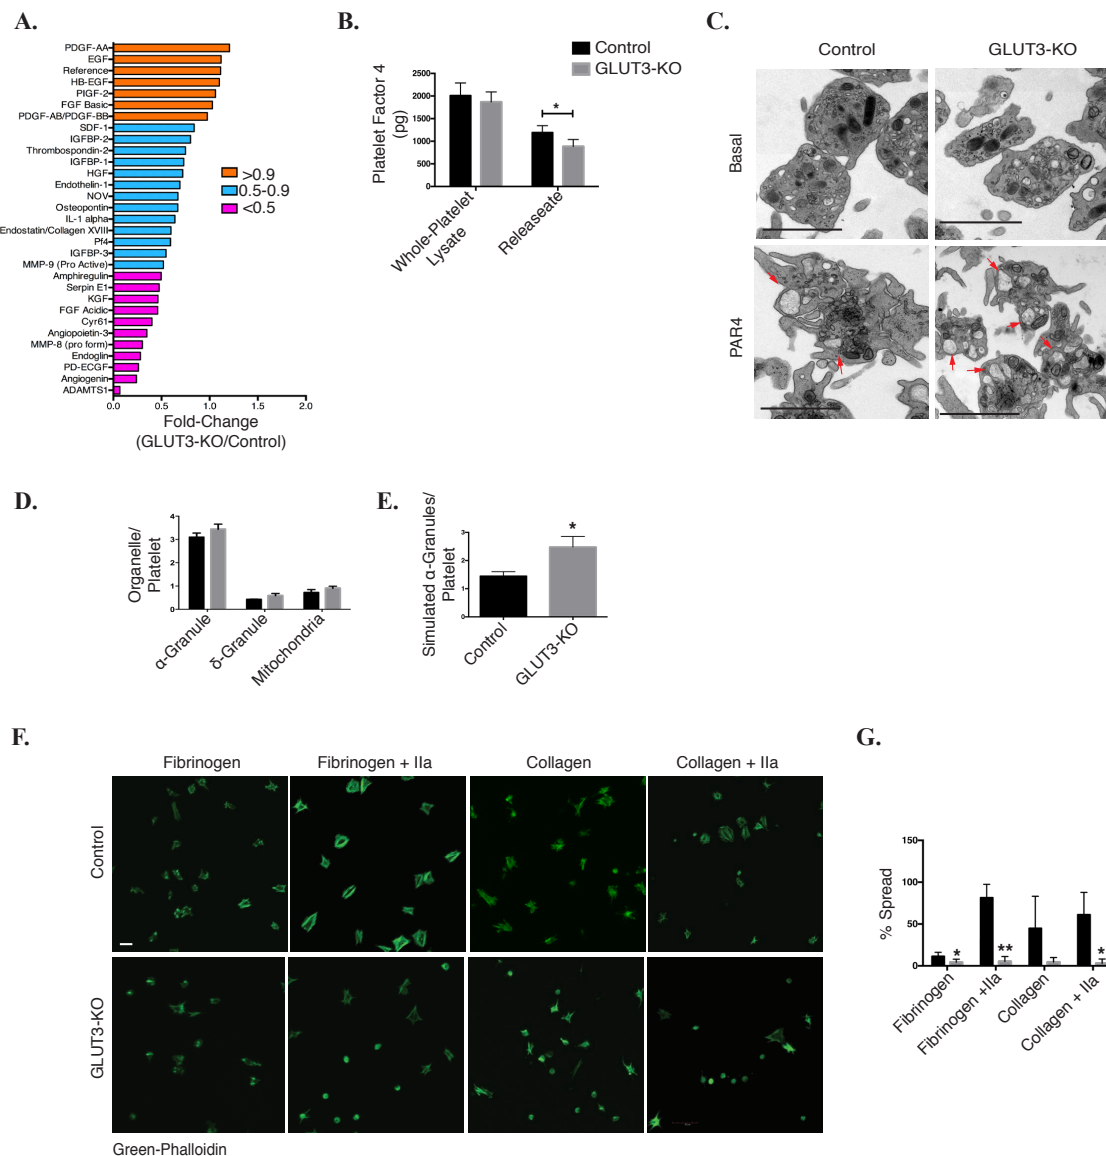 A.
PDGF-AA
EGF
Reference
HB-EGF
PIGF-2
FGF Basic
PDGF-AB/PDGF-BB
SDF-1
IGFBP-2
Thrombospondin-2
IGFBP-1
HGF
Endothelin-1
NOV
Osteopontin
IL-1 alpha
Endostatin/Collagen XVIII
Pf4
IGFBP-3
MMP-9 (Pro Active)
Amphiregulin
Serpin E1
KGF
FGF Acidic
Cyr61
Angiopoietin-3
MMP-8 (pro form)
Endoglin
PD-ECGF
Angiogenin
ADAMTS1
0.0 0.5 1.0 1.5 2.0
Fold-Change
(GLUT3-KO/Control)
>0.9
0.5-0.9
<0.5
B.
Control
GLUT3-KO
Platelet Factor 4
(pg)
2500
2000
1500
1000
500
0
*
Whole-Platelet
Lysate
Releaseate
C.
Control GLUT3-KO
Basal
PAR4
D.
Organelle/
Platelet
4
3
2
1
0
α-Granule
δ-Granule
Mitochondria
E.
Simulated α-Granules/
Platelet
3
2
1
0
*
Control
GLUT3-KO
F.
Fibrinogen Fibrinogen + IIa Collagen Collagen + IIa
Control
GLUT3-KO
Green-Phalloidin
G.
% Spread
150
100
50
0
* ** *
Fibrinogen
Fibrinogen +IIa
Collagen
Collagen + IIa